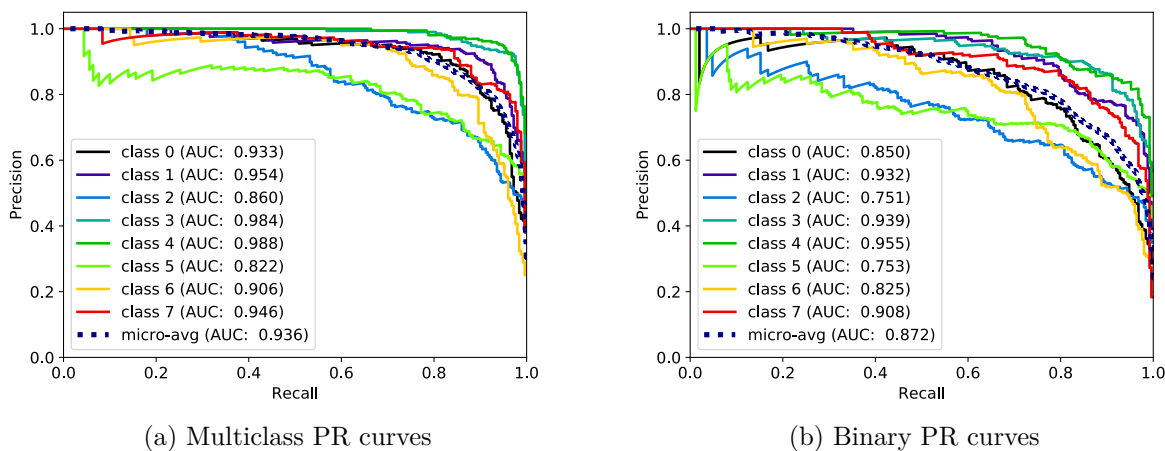 1.0
0.8
0.6
0.4
0.2
0.0
Precision
class 0 (AUC: 0.933)
class 1 (AUC: 0.954)
class 2 (AUC: 0.860)
class 3 (AUC: 0.984)
class 4 (AUC: 0.988)
class 5 (AUC: 0.822)
class 6 (AUC: 0.906)
class 7 (AUC: 0.946)
micro-avg (AUC: 0.936)
0.0 0.2 0.4 0.6 0.8 1.0
Recall
(a) Multiclass PR curves
1.0
0.8
0.6
0.4
0.2
0.0
Precision
class 0 (AUC: 0.850)
class 1 (AUC: 0.932)
class 2 (AUC: 0.751)
class 3 (AUC: 0.939)
class 4 (AUC: 0.955)
class 5 (AUC: 0.753)
class 6 (AUC: 0.825)
class 7 (AUC: 0.908)
micro-avg (AUC: 0.872)
0.0 0.2 0.4 0.6 0.8 1.0
Recall
(b) Binary PR curves